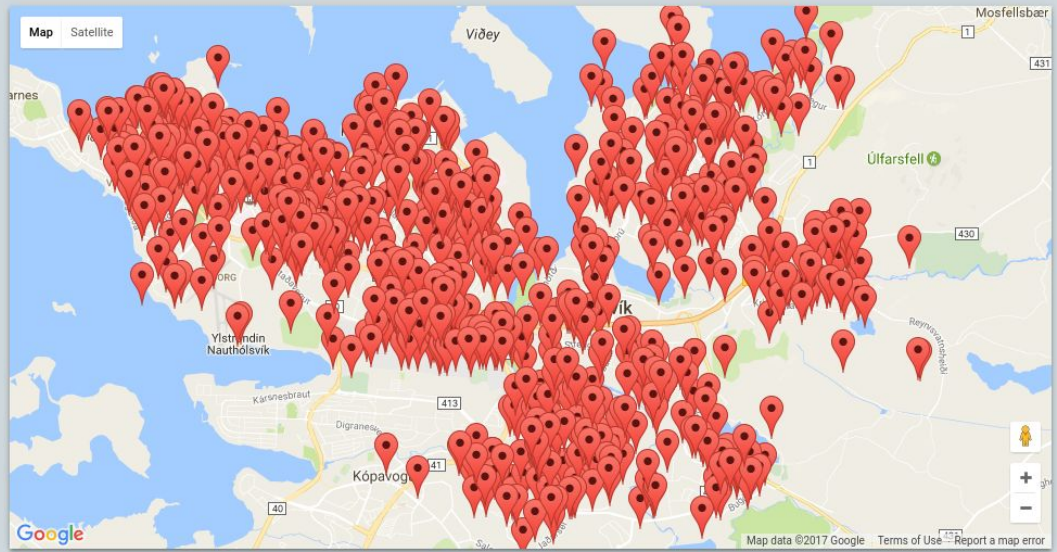 Map Satellite
Viðey
Mosfellsbær
1
431
arnes
1
Úlfarsfell
430
ORG
vík
Reynisvatnsheiði
Ylströndin
Nauthólsvík
Kársnesbraut
413
Digranes
41
Kópavog
40
Google
Map data ©2017 Google Terms of Use Report a map error